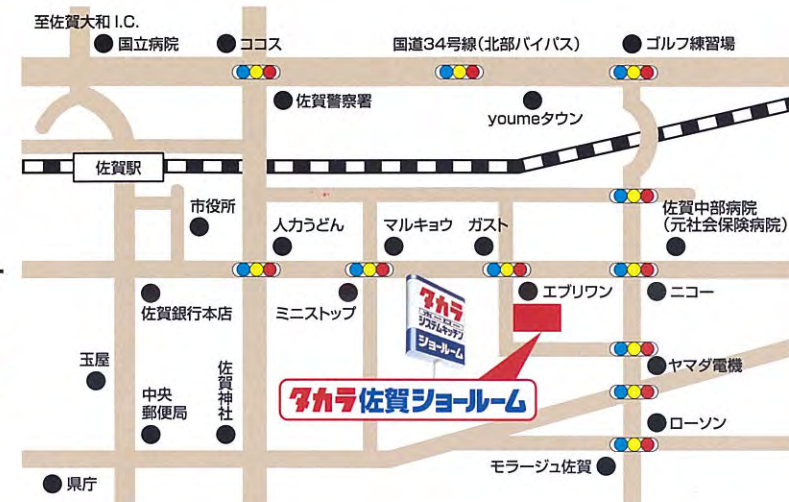 至佐賀大和 I.C.
国立病院
ココス
国道34号線(北部バイパス)
ゴルフ練習場
佐賀警察署
youmeタウン
佐賀駅
市役所
人力うどん
マルキョウ
ガスト
佐賀中部病院
(元社会保険病院)
佐賀銀行本店
ミニストップ
タカラ
システムキッチン
ショールーム
エブリワン
ニコー
玉屋
中央
郵便局
佐賀神社
タカラ佐賀ショールーム
ヤマダ電機
ローソン
モラージュ佐賀
県庁